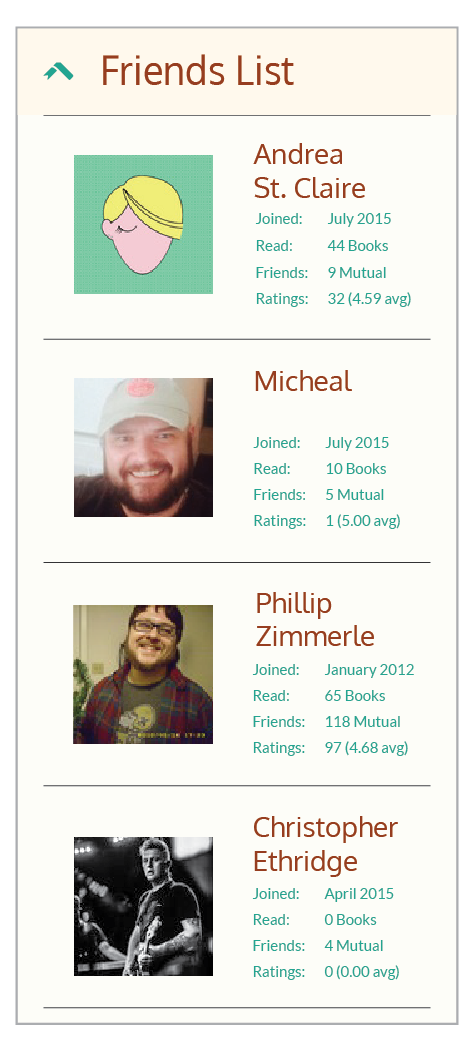 Friends List
Andrea
St. Claire
Joined: July 2015
Read: 44 Books
Friends: 9 Mutual
Ratings: 32 (4.59 avg)
Micheal
Joined: July 2015
Read: 10 Books
Friends: 5 Mutual
Ratings: 1 (5.00 avg)
Phillip
Zimmerle
Joined: January 2012
Read: 65 Books
Friends: 118 Mutual
Ratings: 97 (4.68 avg)
Christopher
Ethridge
Joined: April 2015
Read: 0 Books
Friends: 4 Mutual
Ratings: 0 (0.00 avg)